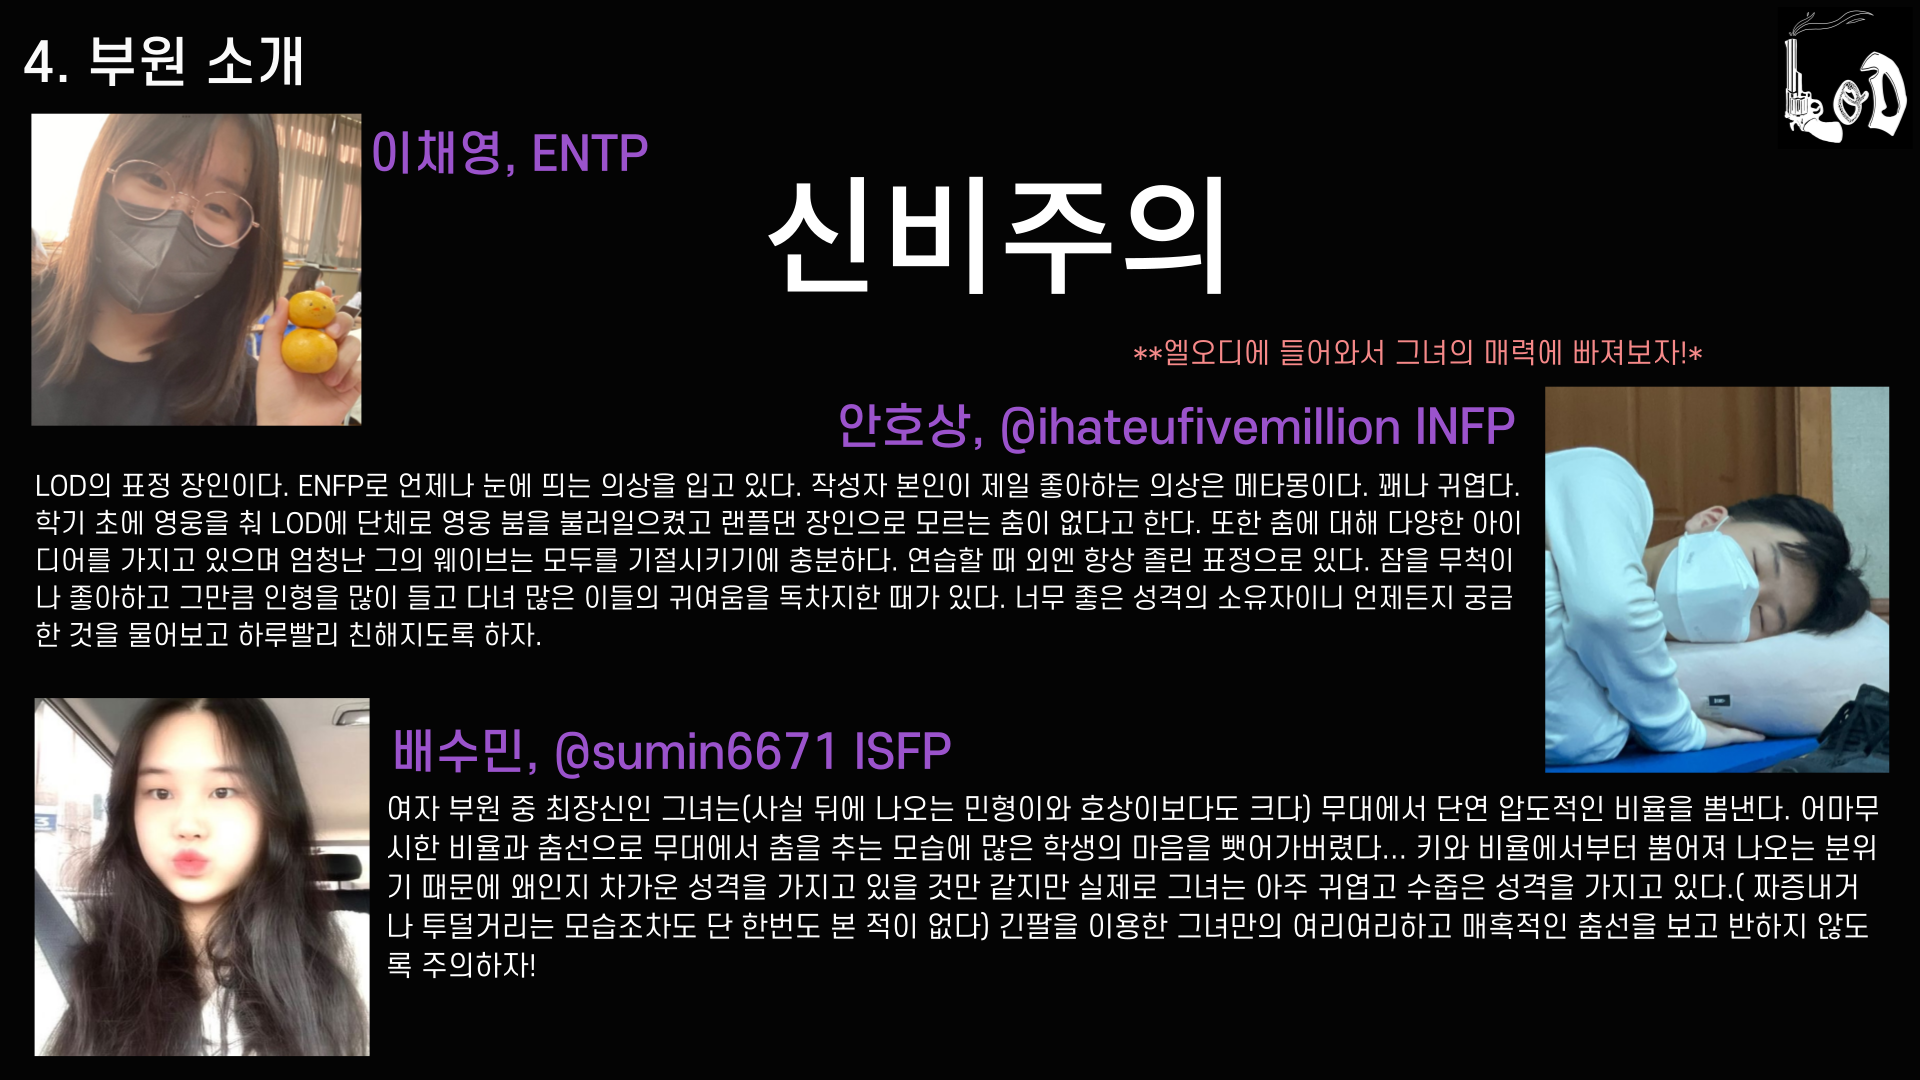 4. 부원 소개
LOD
이채영, ENTP
신비주의
**엘오디에 들어와서 그녀의 매력에 빠져보자!*
안호상, @ihateufivemillion INFP
LOD의 표정 장인이다. ENFP로 언제나 눈에 띄는 의상을 입고 있다. 작성자 본인이 제일 좋아하는 의상은 메타몽이다. 꽤나 귀엽다.
학기 초에 영웅을 춰 LOD에 단체로 영웅 붐을 불러일으켰고 랜플댄 장인으로 모르는 춤이 없다고 한다. 또한 춤에 대해 다양한 아이
디어를 가지고 있으며 엄청난 그의 웨이브는 모두를 기절시키기에 충분하다. 연습할 때 외엔 항상 졸린 표정으로 있다. 잠을 무척이
나 좋아하고 그만큼 인형을 많이 들고 다녀 많은 이들의 귀여움을 독차지한 때가 있다. 너무 좋은 성격의 소유자이니 언제든지 궁금
한 것을 물어보고 하루빨리 친해지도록 하자.
배수민, @sumin6671 ISFP
여자 부원 중 최장신인 그녀는(사실 뒤에 나오는 민형이와 호상이보다도 크다) 무대에서 단연 압도적인 비율을 뽐낸다. 어마무
시한 비율과 춤선으로 무대에서 춤을 추는 모습에 많은 학생의 마음을 뺏어가버렸다... 키와 비율에서부터 뿜어져 나오는 분위
기 때문에 왜인지 차가운 성격을 가지고 있을 것만 같지만 실제로 그녀는 아주 귀엽고 수줍은 성격을 가지고 있다.( 짜증내거
나 투덜거리는 모습조차도 단 한번도 본 적이 없다) 긴팔을 이용한 그녀만의 여리여리하고 매혹적인 춤선을 보고 반하지 않도
록 주의하자!